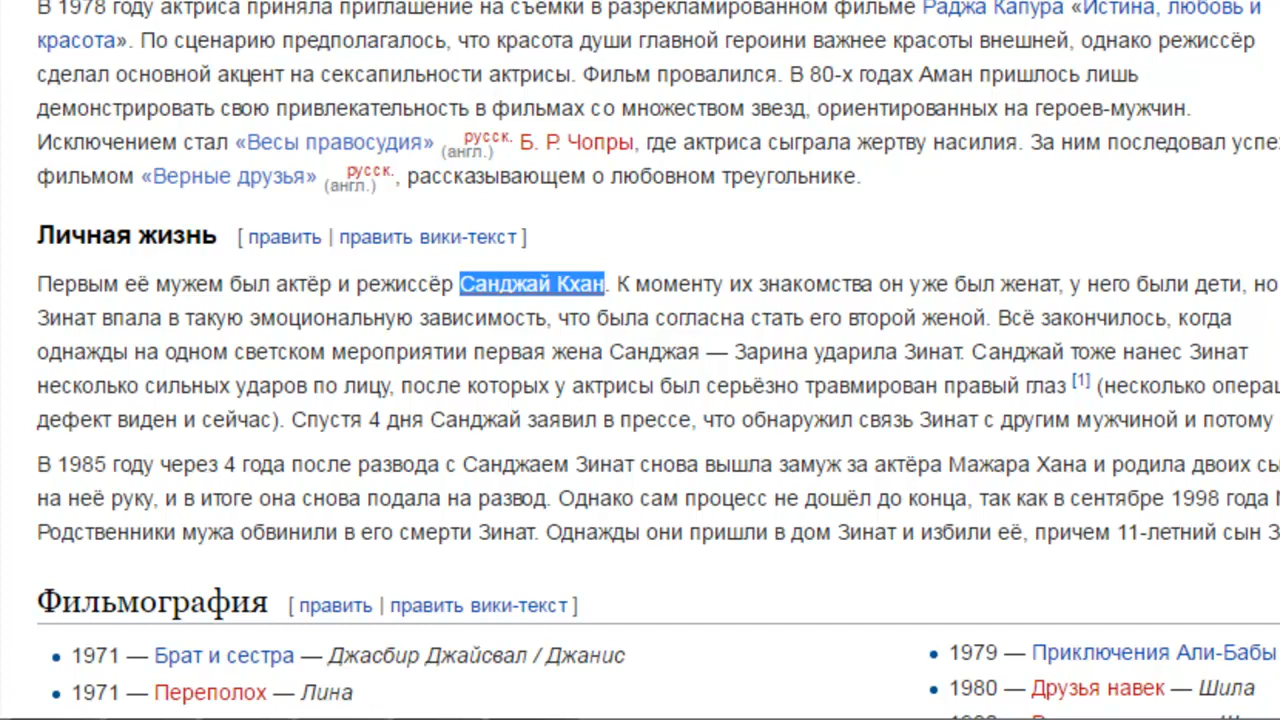 В 1978 году актриса приняла приглашение на съёмки в разрекламированном фильме Раджа Капура «Истина, любовь и
красота». По сценарию предполагалось, что красота души главной героини важнее красоты внешней, однако режиссёр
сделал основной акцент на сексапильности актрисы. Фильм провалился. В 80-х годах Аман пришлось лишь
демонстрировать свою привлекательность в фильмах со множеством звезд, ориентированных на героев-мужчин.
Исключением стал «Весы правосудия» (англ.) русск. Б. Р. Чопры, где актриса сыграла жертву насилия. За ним последовал успе
фильмом «Верные друзья» (англ.) русск., рассказывающем о любовном треугольнике.
Личная жизнь [ править | править вики-текст ]
Первым её мужем был актёр и режиссёр Санджай Кхан. К моменту их знакомства он уже был женат, у него были дети, но
Зинат впала в такую эмоциональную зависимость, что была согласна стать его второй женой. Всё закончилось, когда
однажды на одном светском мероприятии первая жена Санджая — Зарина ударила Зинат. Санджай тоже нанес Зинат
несколько сильных ударов по лицу, после которых у актрисы был серьёзно травмирован правый глаз [1] (несколько операц
дефект виден и сейчас). Спустя 4 дня Санджай заявил в прессе, что обнаружил связь Зинат с другим мужчиной и потому
В 1985 году через 4 года после развода с Санджаем Зинат снова вышла замуж за актёра Мажара Хана и родила двоих сы
на неё руку, и в итоге она снова подала на развод. Однако сам процесс не дошёл до конца, так как в сентябре 1998 года
Родственники мужа обвинили в его смерти Зинат. Однажды они пришли в дом Зинат и избили её, причем 11-летний сын З
Фильмография [ править | править вики-текст ]
1971 — Брат и сестра — Джасбир Джайсвал / Джанис
1971 — Переполох — Лина
1979 — Приключения Али-Бабы
1980 — Друзья навек — Шила